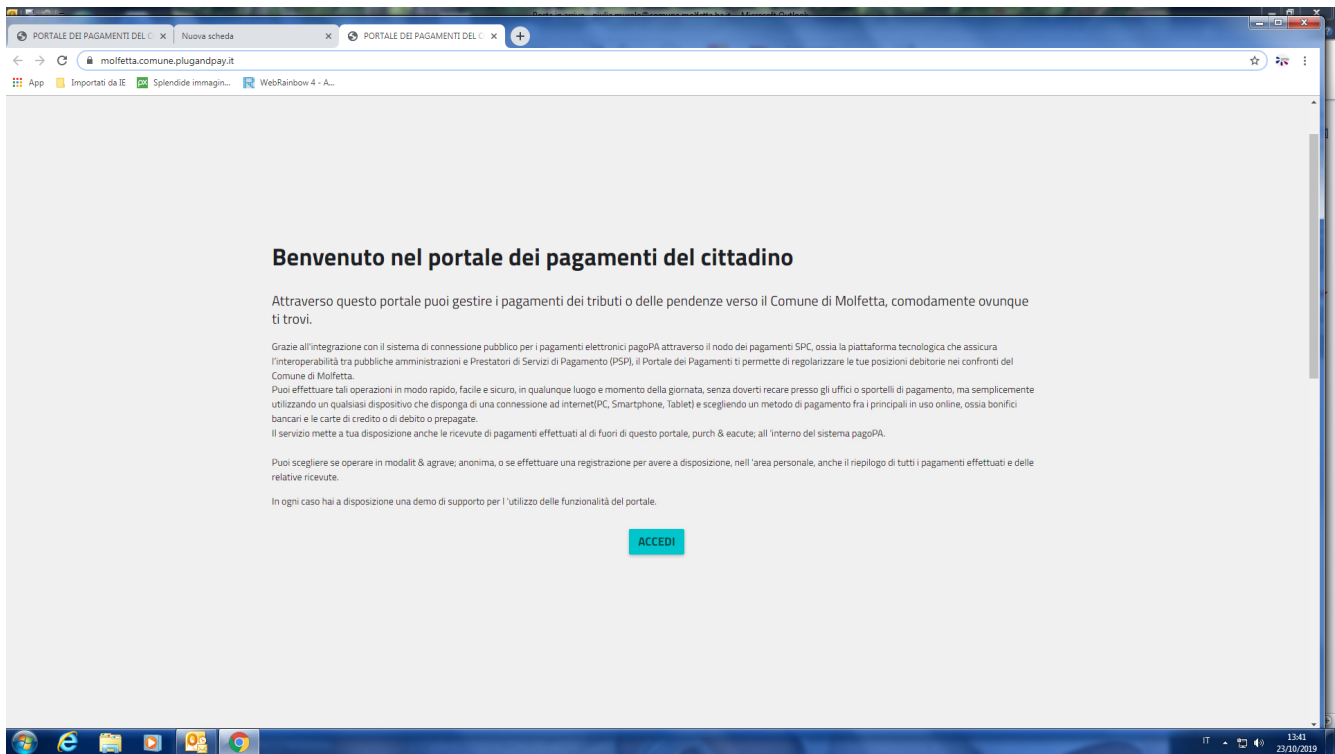 PORTALE DEI PAGAMENTI DEL C
Nuova scheda
PORTALE DEI PAGAMENTI DEL C
molfetta.comune.plugandpay.it
App
Importati da IE
Splendide immagin...
WebRainbow 4 - A...
Benvenuto nel portale dei pagamenti del cittadino
Attraverso questo portale puoi gestire i pagamenti dei tributi o delle pendenze verso il Comune di Molfetta, comodamente ovunque
ti trovi.
Grazie all'integrazione con il sistema di connessione pubblico per i pagamenti elettronici pagoPA attraverso il nodo dei pagamenti SPC, ossia la piattaforma tecnologica che assicura
l'interoperabilità tra pubbliche amministrazioni e Prestatori di Servizi di Pagamento (PSP), il Portale dei Pagamenti ti permette di regolarizzare le tue posizioni debitorie nei confronti del
Comune di Molfetta.
Puoi effettuare tali operazioni in modo rapido, facile e sicuro, in qualunque luogo e momento della giornata, senza doverti recare presso gli uffici o sportelli di pagamento, ma semplicemente
utilizzando un qualsiasi dispositivo che disponga di una connessione ad internet(PC, Smartphone, Tablet) e scegliendo un metodo di pagamento fra i principali in uso online, ossia bonifici
bancari e le carte di credito o di debito o prepagate.
Il servizio mette a tua disposizione anche le ricevute di pagamenti effettuati al di fuori di questo portale, purch & eacute; all 'interno del sistema pagoPA.
Puoi scegliere se operare in modalit & agrave; anonima, o se effettuare una registrazione per avere a disposizione, nell 'area personale, anche il riepilogo di tutti i pagamenti effettuati e delle
relative ricevute.
In ogni caso hai a disposizione una demo di supporto per l 'utilizzo delle funzionalità del portale.
ACCEDI
IT
13:41
23/10/2019